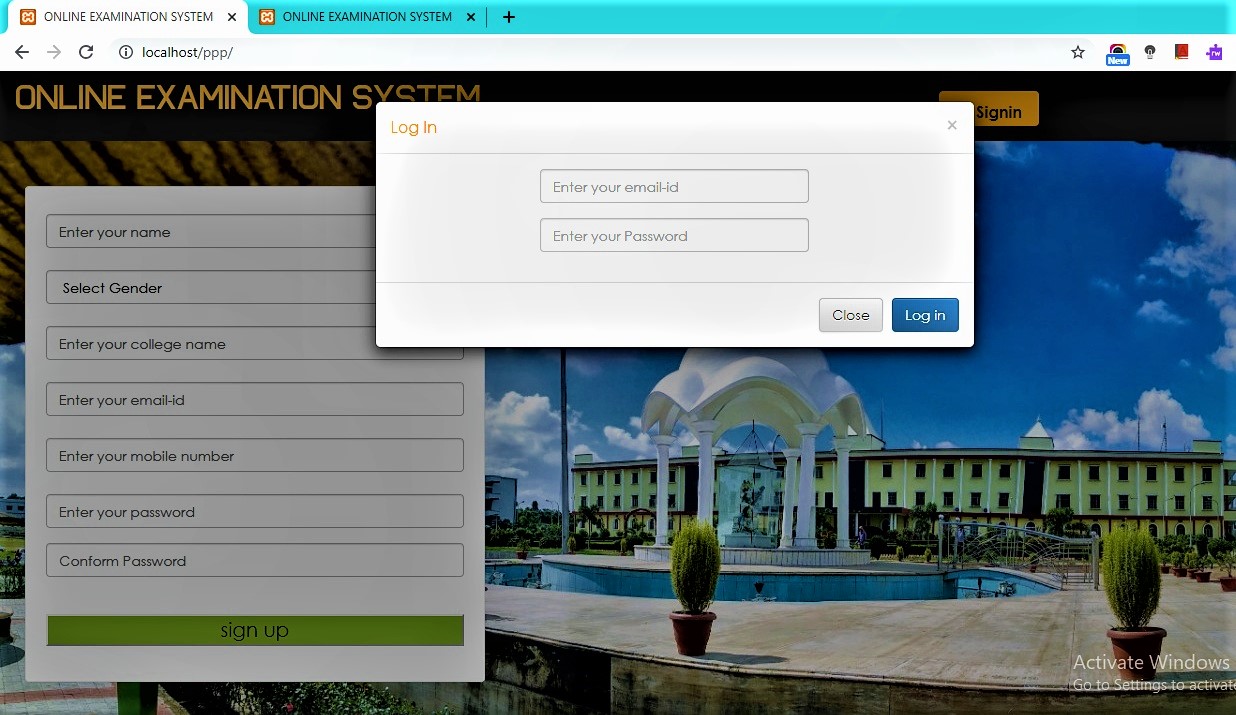 ONLINE EXAMINATION SYSTEM
ONLINE EXAMINATION SYSTEM
localhost/ppp/
New
rw
ONLINE EXAMINATION SYSTEM
Signin
Log In
Enter your email-id
Enter your Password
Close
Log in
Enter your name
Select Gender
Enter your college name
Enter your email-id
Enter your mobile number
Enter your password
Conform Password
sign up
Activate Windows
Go to Settings to activate